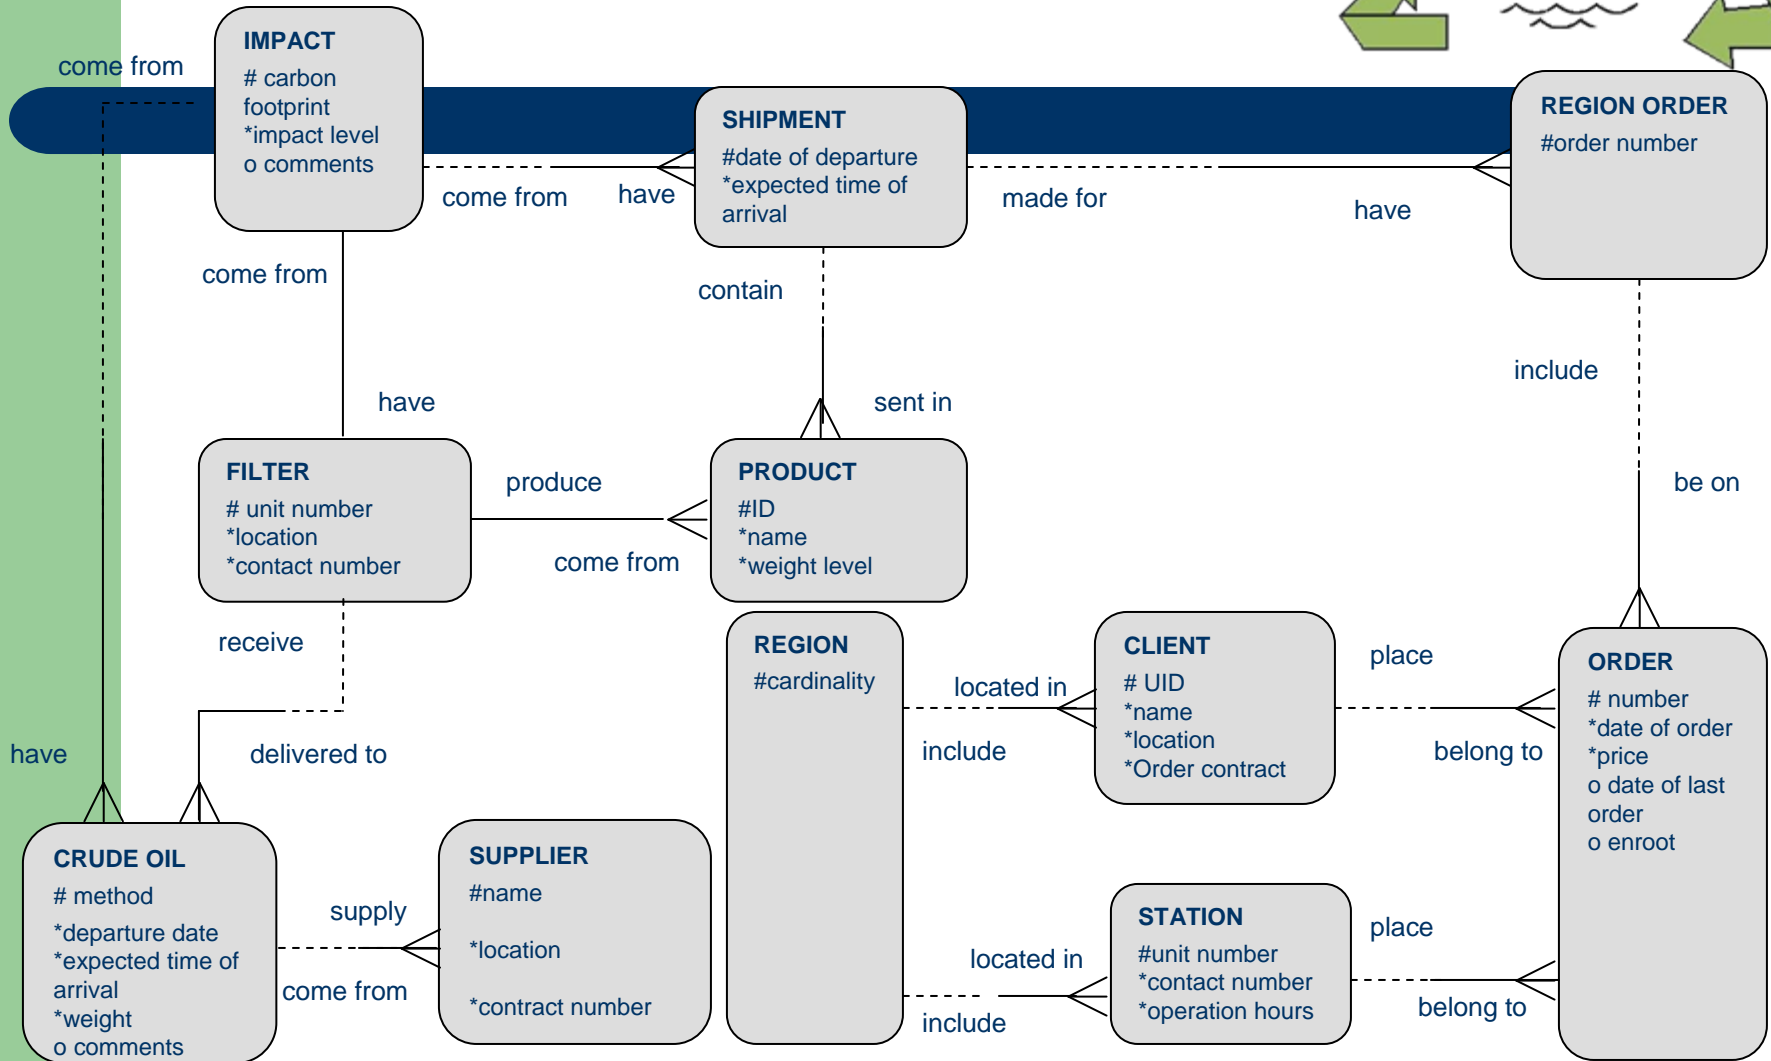 come from
IMPACT
# carbon
footprint
*impact level
o comments
SHIPMENT
#date of departure
*expected time of
arrival
REGION ORDER
#order number
come from
have
made for
have
come from
contain
include
have
sent in
be on
FILTER
# unit number
*location
*contact number
produce
come from
PRODUCT
#ID
*name
*weight level
receive
delivered to
have
REGION
#cardinality
located in
include
CLIENT
# UID
*name
*location
*Order contract
place
belong to
ORDER
# number
*date of order
*price
o date of last
order
o enroot
CRUDE OIL
# method
*departure date
*expected time of
arrival
*weight
o comments
supply
come from
SUPPLIER
#name
*location
*contract number
located in
include
STATION
#unit number
*contact number
*operation hours
place
belong to